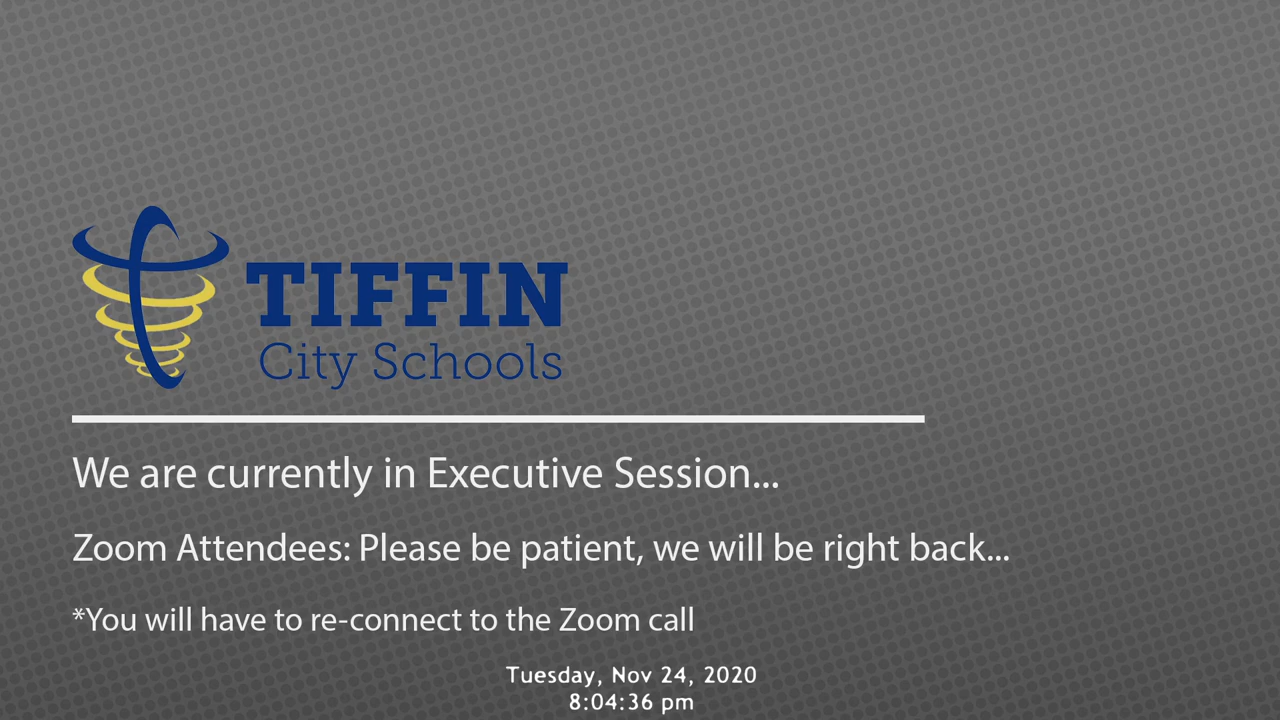 TIFFIN
City Schools
We are currently in Executive Session...
Zoom Attendees: Please be patient, we will be right back...
*You will have to re-connect to the Zoom call
Tuesday, Nov 24, 2020
8:04:36 pm